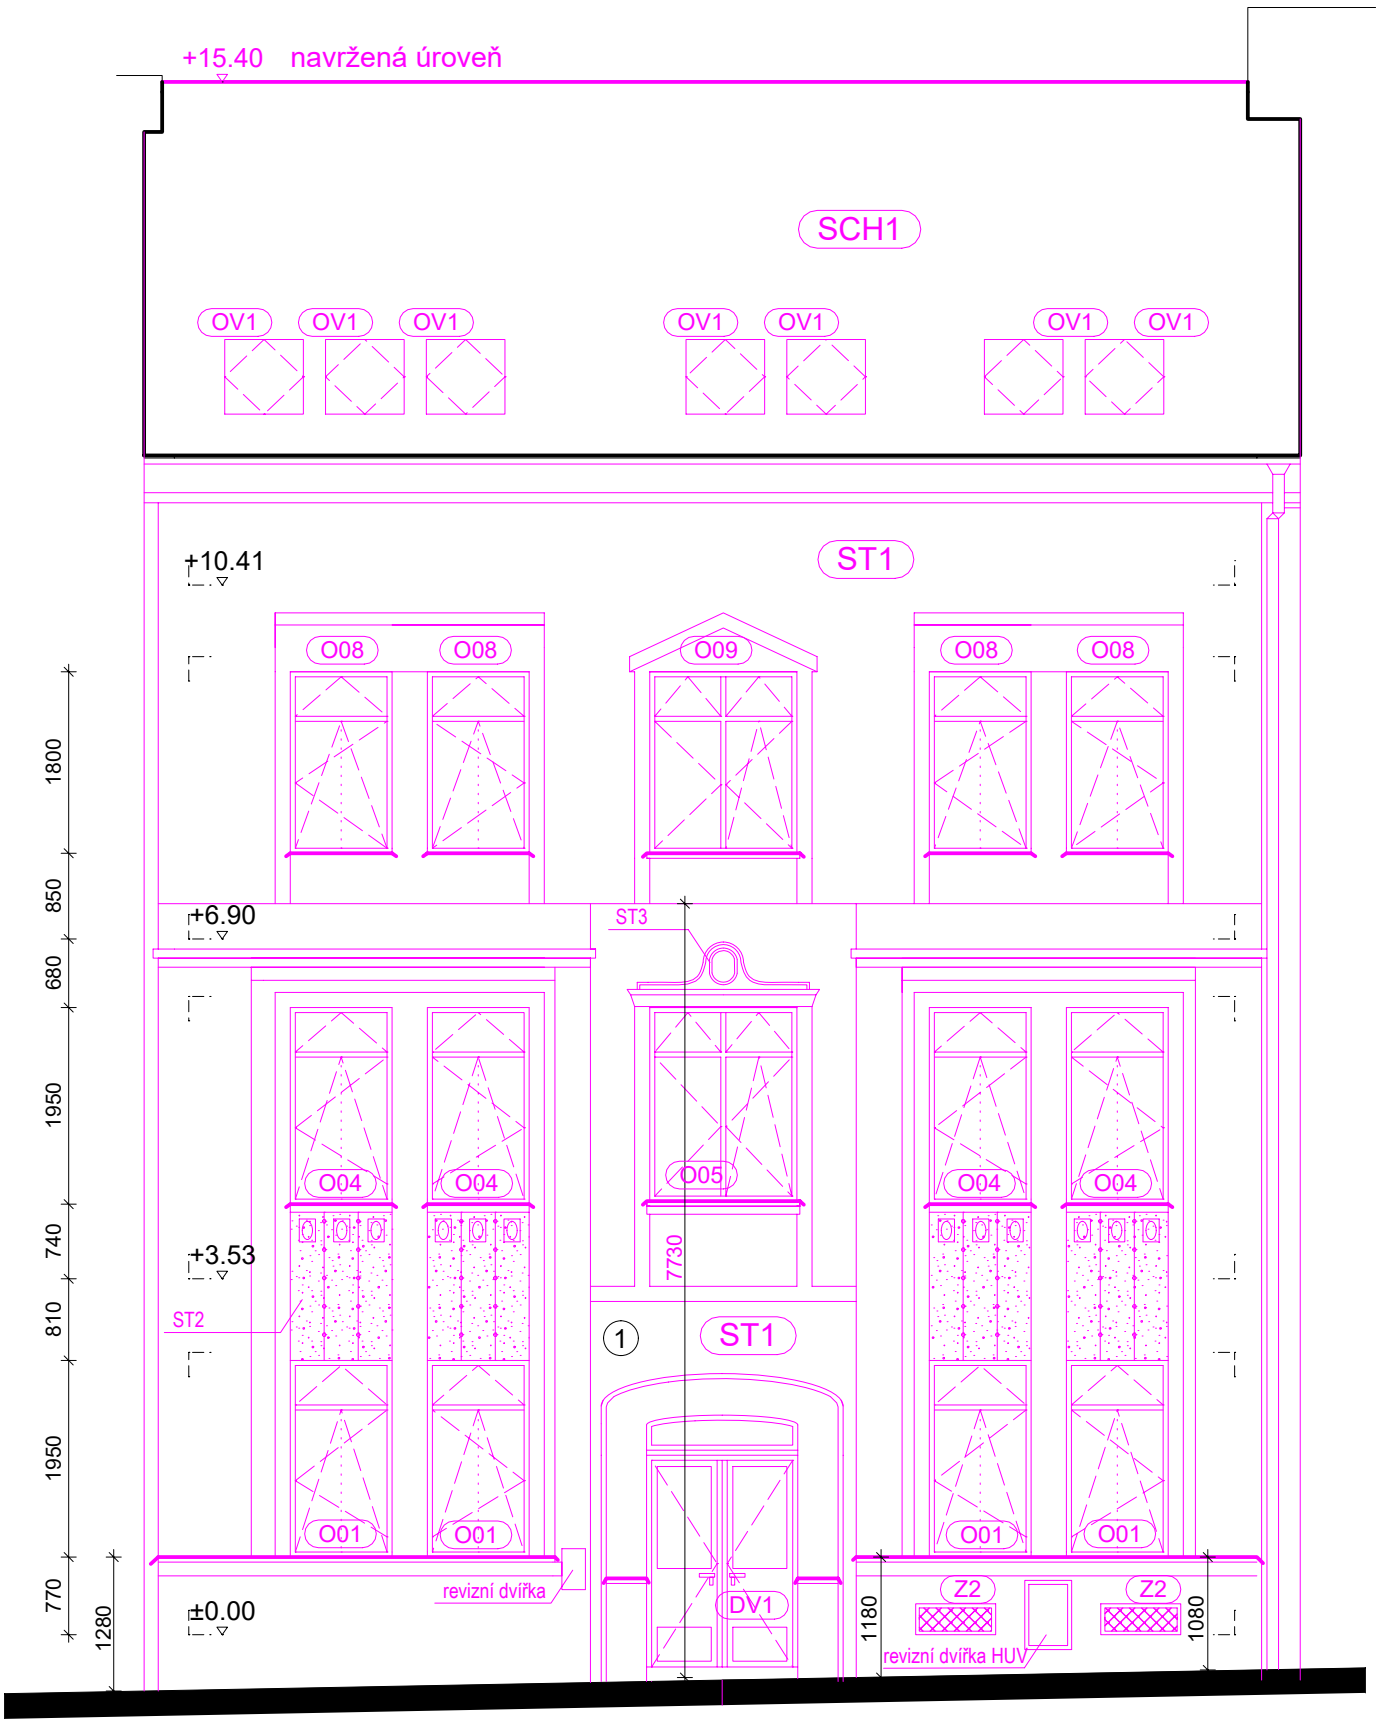 +15.40 navržená úroveň
SCH1
OV1 OV1 OV1 OV1 OV1 OV1 OV1
+10.41
ST1
O08 O08 O09 O08 O08
1800
850
+6.90
ST3
680
1950
O04 O04 O05 O04 O04
740
+3.53
7730
810
ST2
1 ST1
1950
O01 O01 O01 O01
770
1280
±0.00
revizní dvířka
DV1
1180
Z2 Z2
1080
revizní dvířka HUV